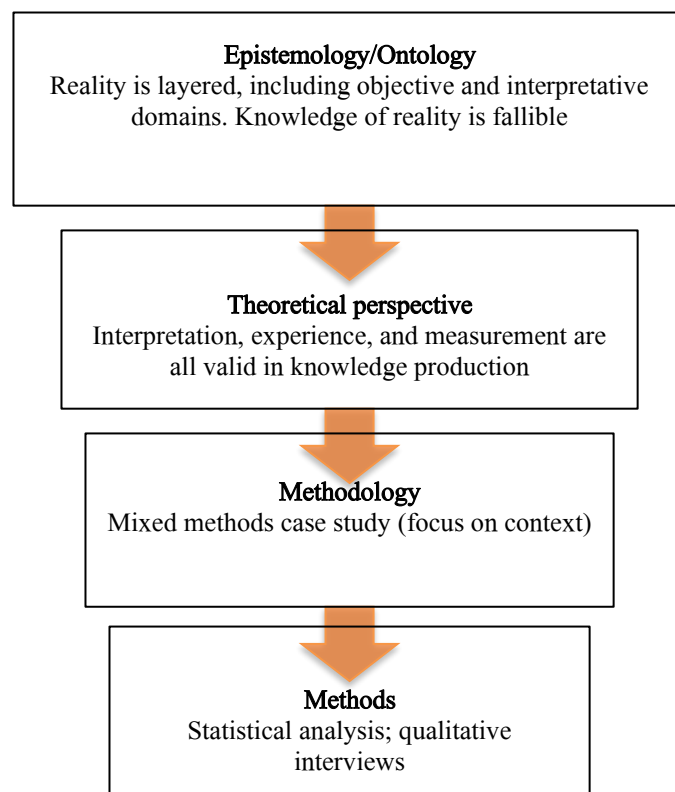 Epistemology/Ontology
Reality is layered, including objective and interpretative
domains. Knowledge of reality is fallible
Theoretical perspective
Interpretation, experience, and measurement are
all valid in knowledge production
Methodology
Mixed methods case study (focus on context)
Methods
Statistical analysis; qualitative
interviews